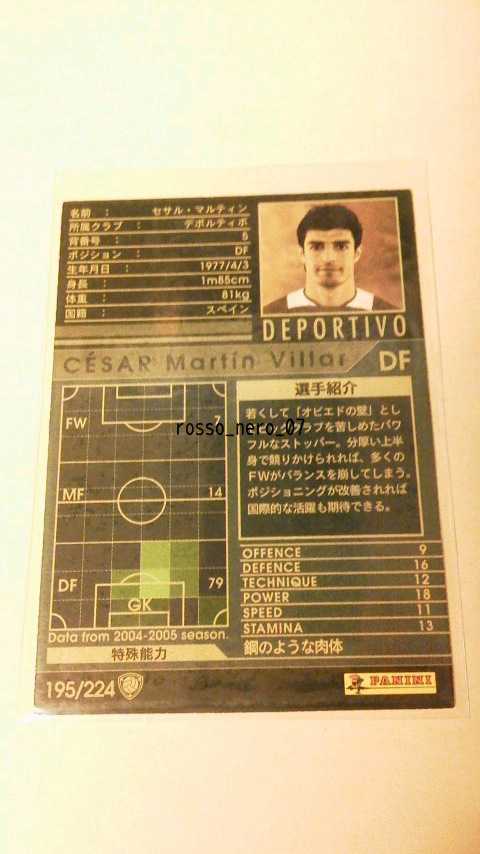 名前 : セサル・マルティン
所属クラブ : デポルティボ
背番号 : 5
ポジション : DF
生年月日 : 1977/4/3
身長 : 1m85cm
体重 : 81kg
国籍 : スペイン
DEPORTIVO
CÉSAR Martín Villar DF
選手紹介
若くして「オビエドの壁」とし
クラブを苦しめたパワ
フルなストッパー。分厚い上半
身で競りかけられれば、多くの
FWがバランスを崩してしまう。
ポジショニングが改善されれば
国際的な活躍も期待できる。
rosso_nero_07
FW 7
MF 14
DF 79
GK
Data from 2004-2005 season.
OFFENCE 9
DEFENCE 16
TECHNIQUE 12
POWER 18
SPEED 11
STAMINA 13
特殊能力 鋼のような肉体
195/224
PANINI